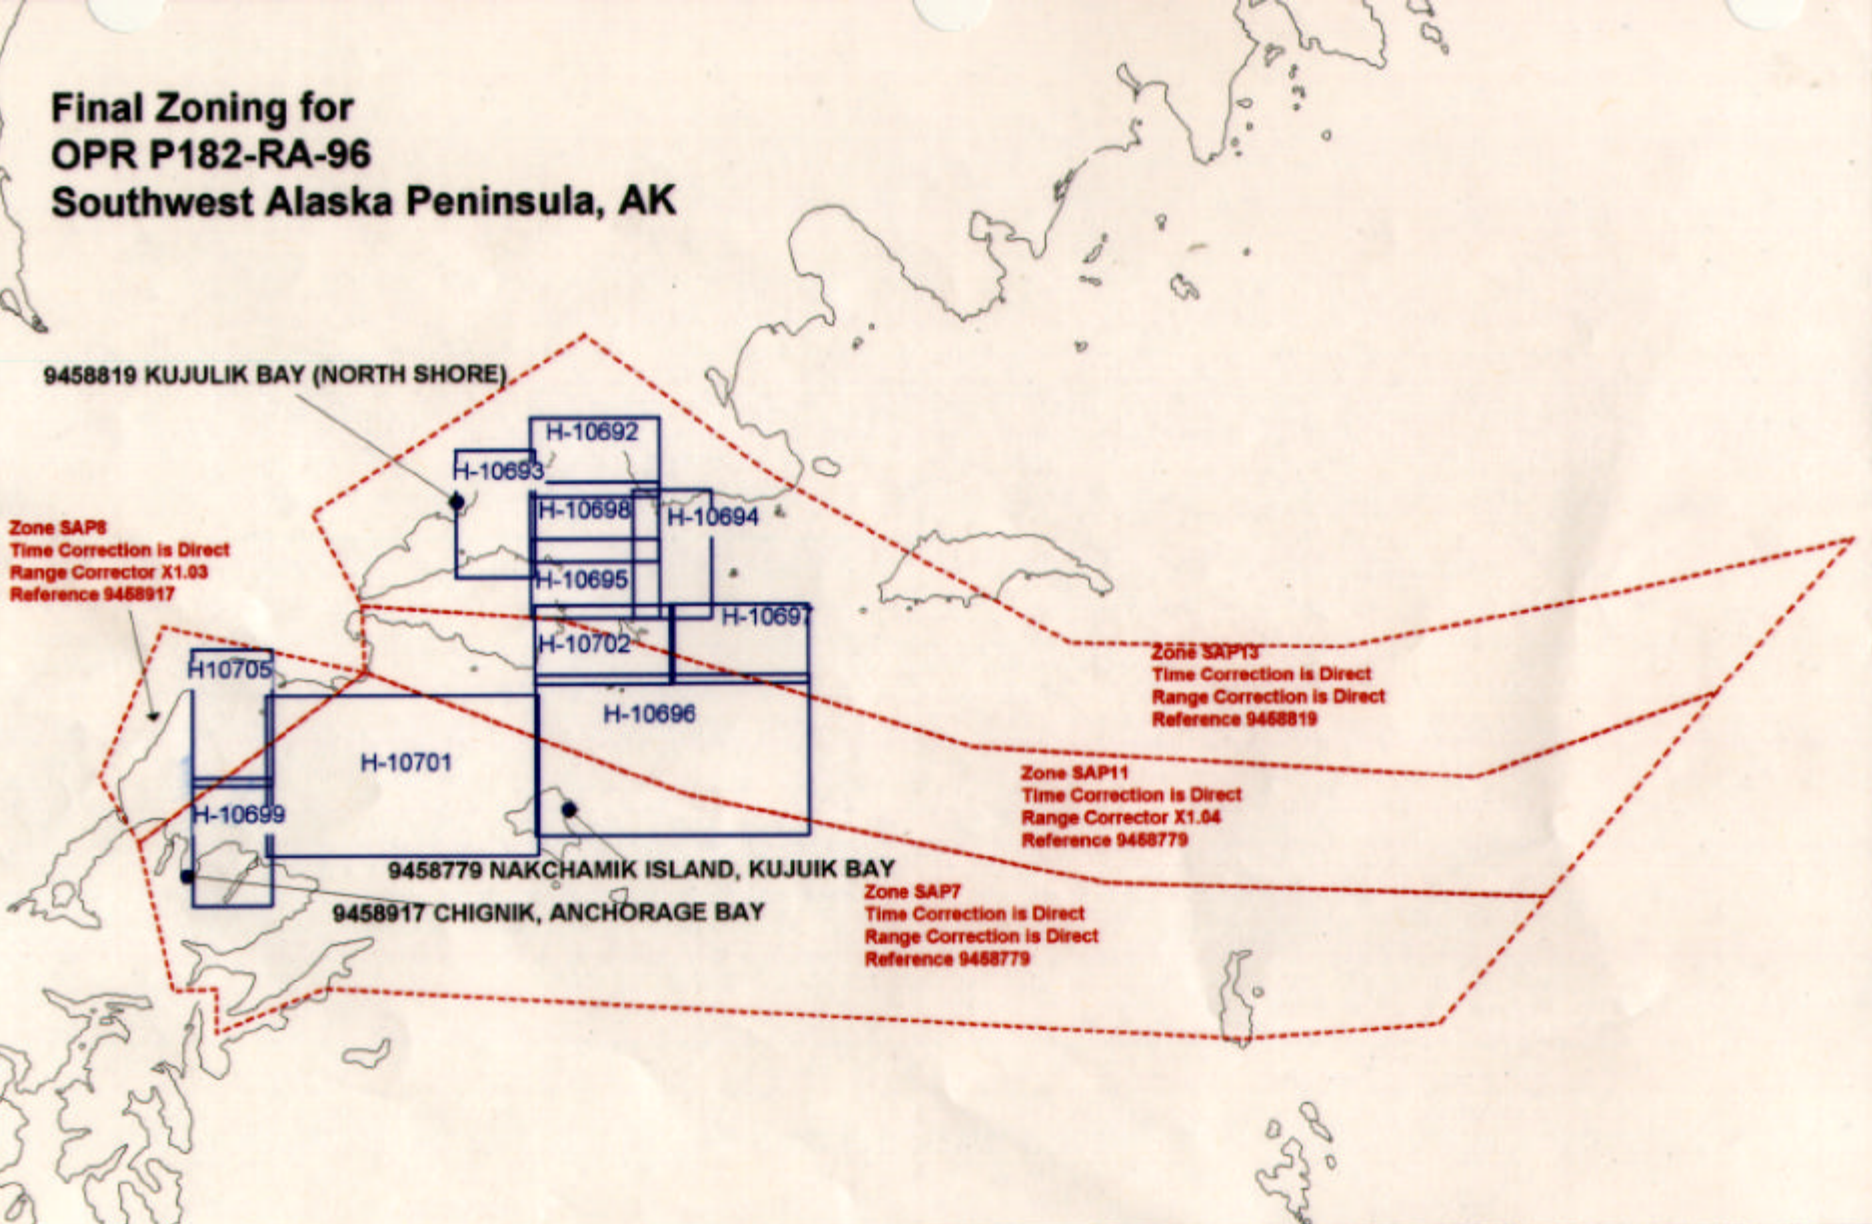 Final Zoning for
OPR P182-RA-96
Southwest Alaska Peninsula, AK
9458819 KUJULIK BAY (NORTH SHORE)
H-10692
H-10693
H-10698
H-10694
Zone SAP8
Time Correction is Direct
Range Corrector X1.03
Reference 9458917
H-10695
H-10697
H-10702
H10705
Zone SAP13
Time Correction is Direct
Range Correction is Direct
Reference 9458819
H-10696
H-10701
Zone SAP11
Time Correction is Direct
Range Corrector X1.04
Reference 9458779
H-10699
9458779 NAKCHAMIK ISLAND, KUJUIK BAY
9458917 CHIGNIK, ANCHORAGE BAY
Zone SAP7
Time Correction is Direct
Range Correction is Direct
Reference 9458779